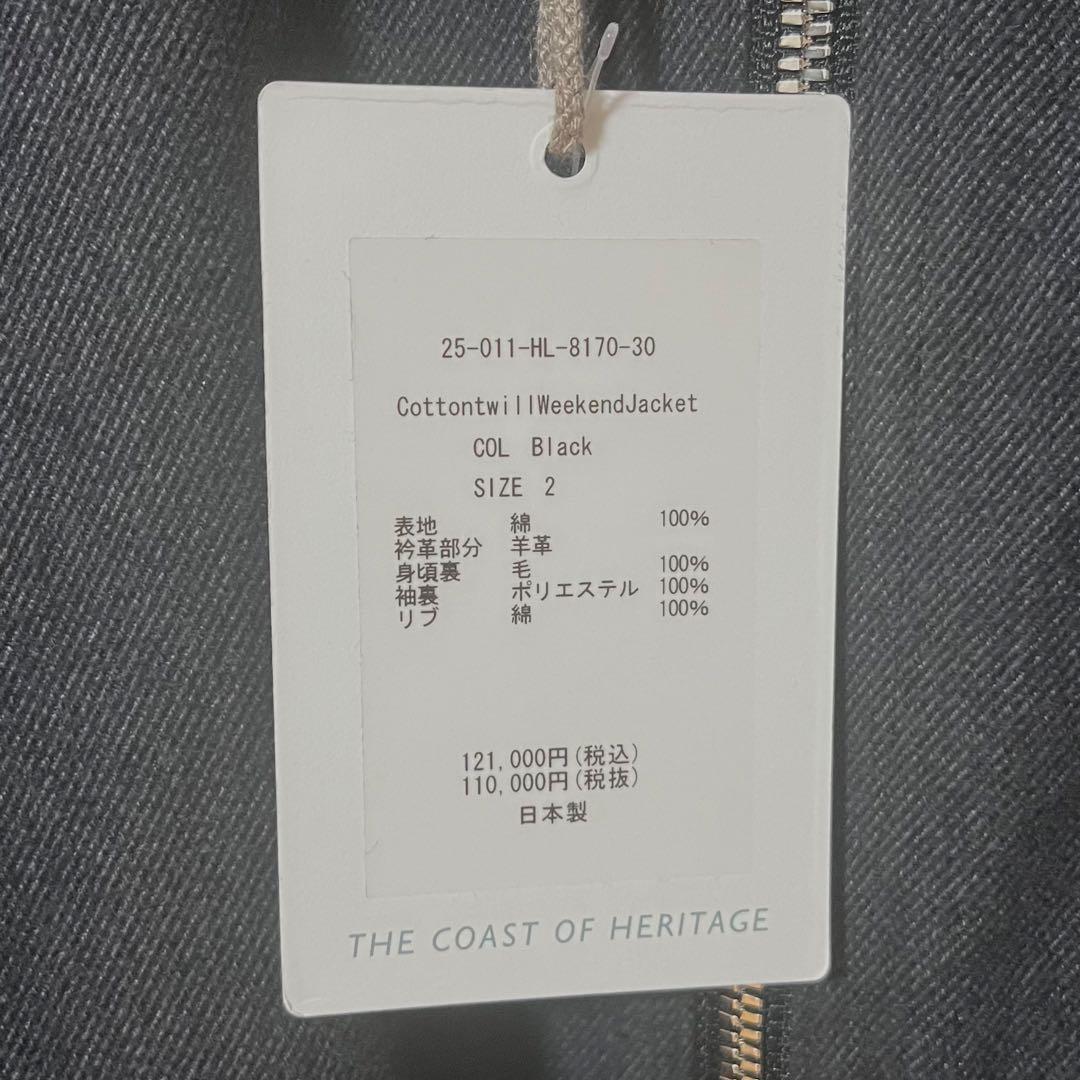 25-011-HL-8170-30
CottontwillWeekendJacket
COL Black
SIZE 2
表地 綿 100%
衿革部分 羊革
身頃裏 毛 100%
袖裏 ポリエステル 100%
リブ 綿 100%
121,000円(税込)
110,000円(税抜)
日本製
THE COAST OF HERITAGE